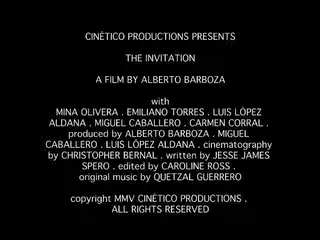 CINÉTICO PRODUCTIONS PRESENTS
THE INVITATION
A FILM BY ALBERTO BARBOZA
with
MINA OLIVERA . EMILIANO TORRES . LUIS LÓPEZ
ALDANA . MIGUEL CABALLERO . CARMEN CORRAL .
produced by ALBERTO BARBOZA . MIGUEL
CABALLERO . LUIS LÓPEZ ALDANA . cinematography
by CHRISTOPHER BERNAL . written by JESSE JAMES
SPERO . edited by CAROLINE ROSS .
original music by QUETZAL GUERRERO
copyright MMV CINÉTICO PRODUCTIONS .
ALL RIGHTS RESERVED